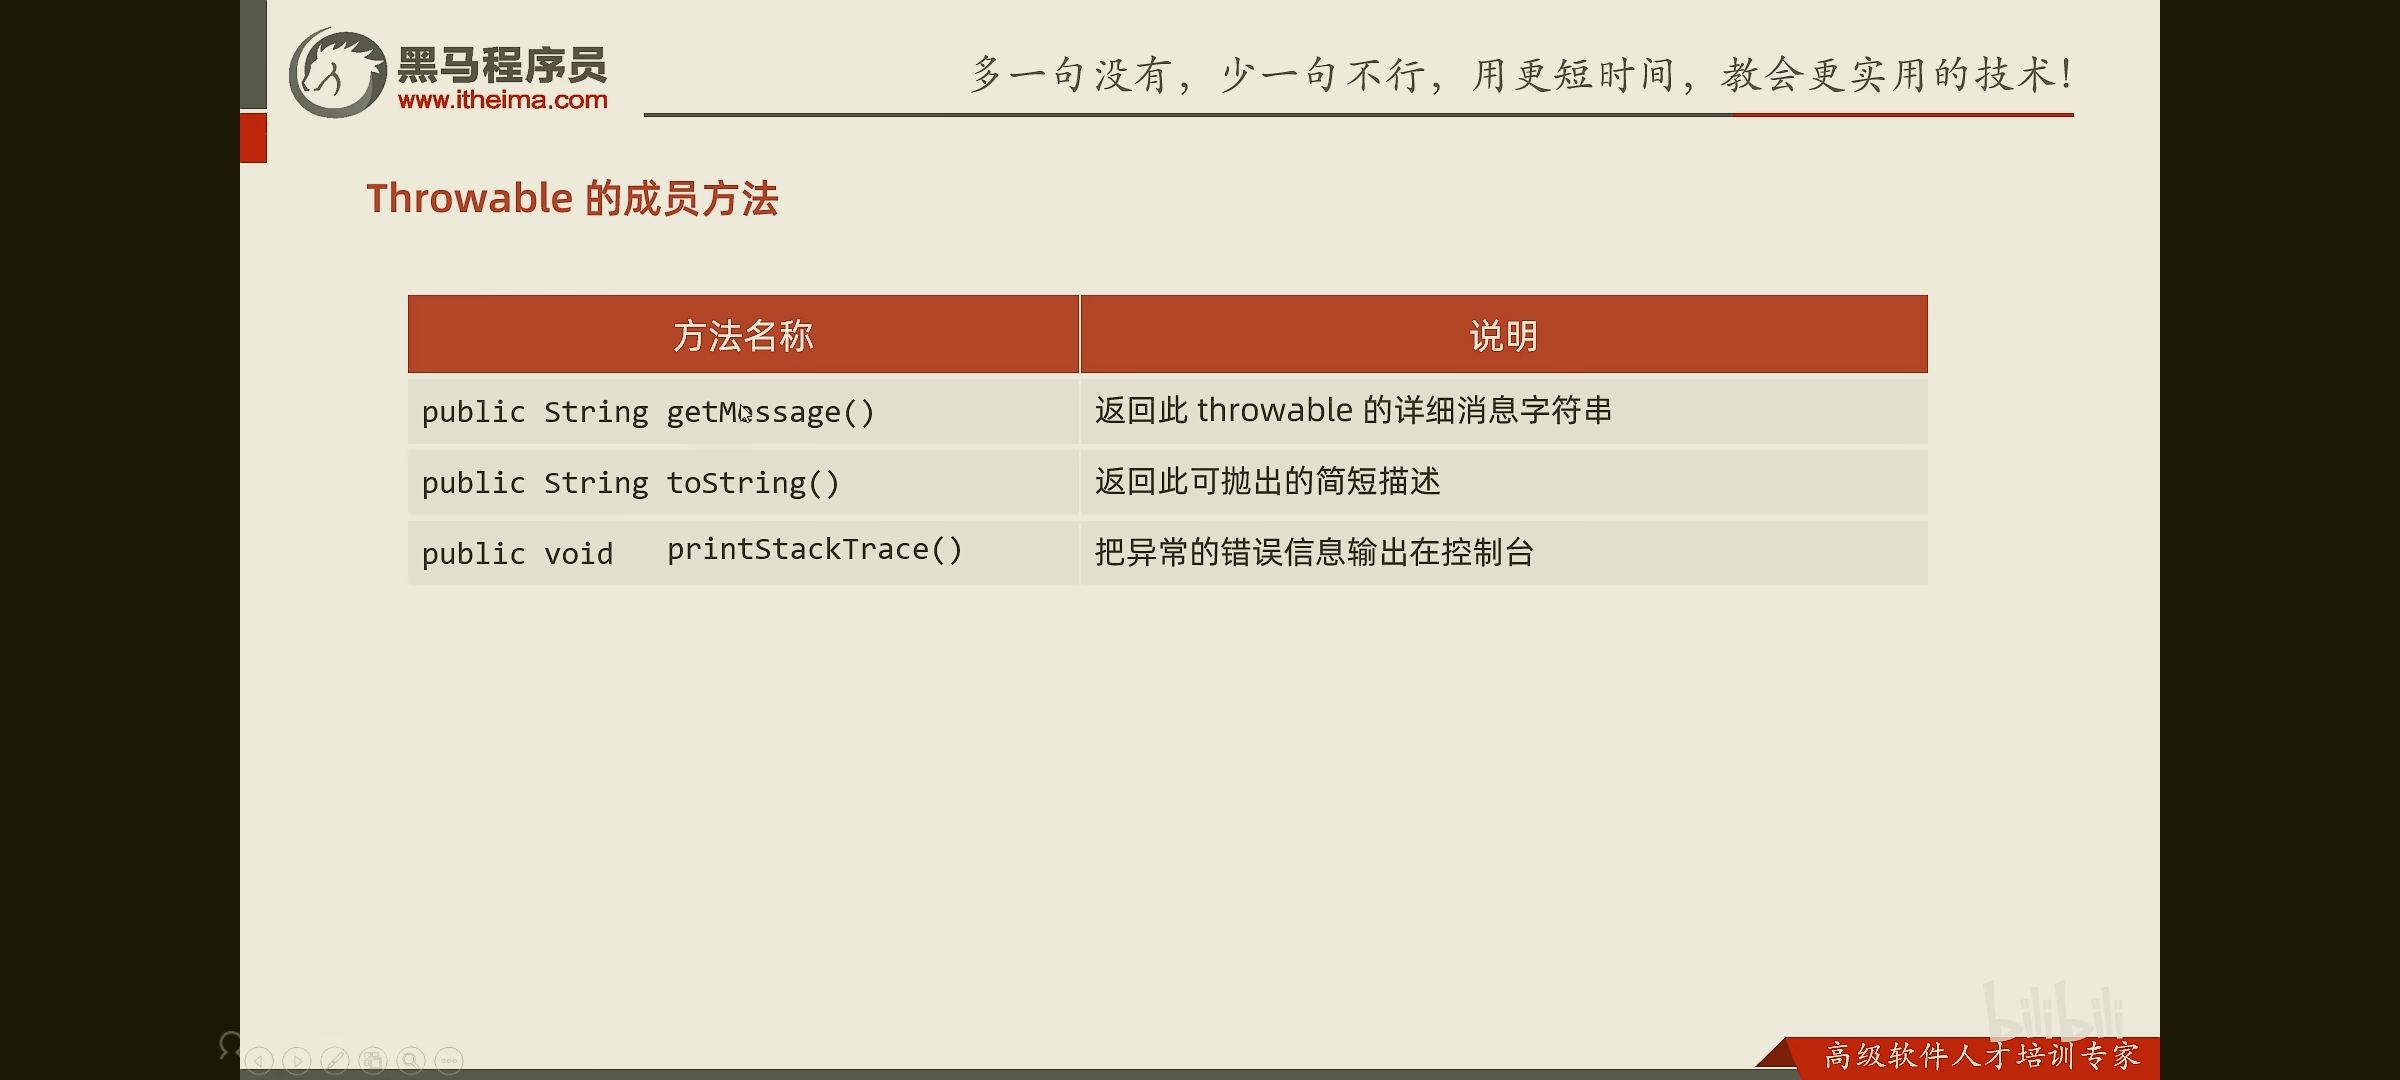 黑马程序员
www.itheima.com
多一句没有，少一句不行，用更短时间，教会更实用的技术！
Throwable 的成员方法
方法名称 说明
public String getMessage() 返回此 throwable 的详细消息字符串
public String toString() 返回此可抛出的简短描述
public void printStackTrace() 把异常的错误信息输出在控制台
bilibili
高级软件人才培训专家